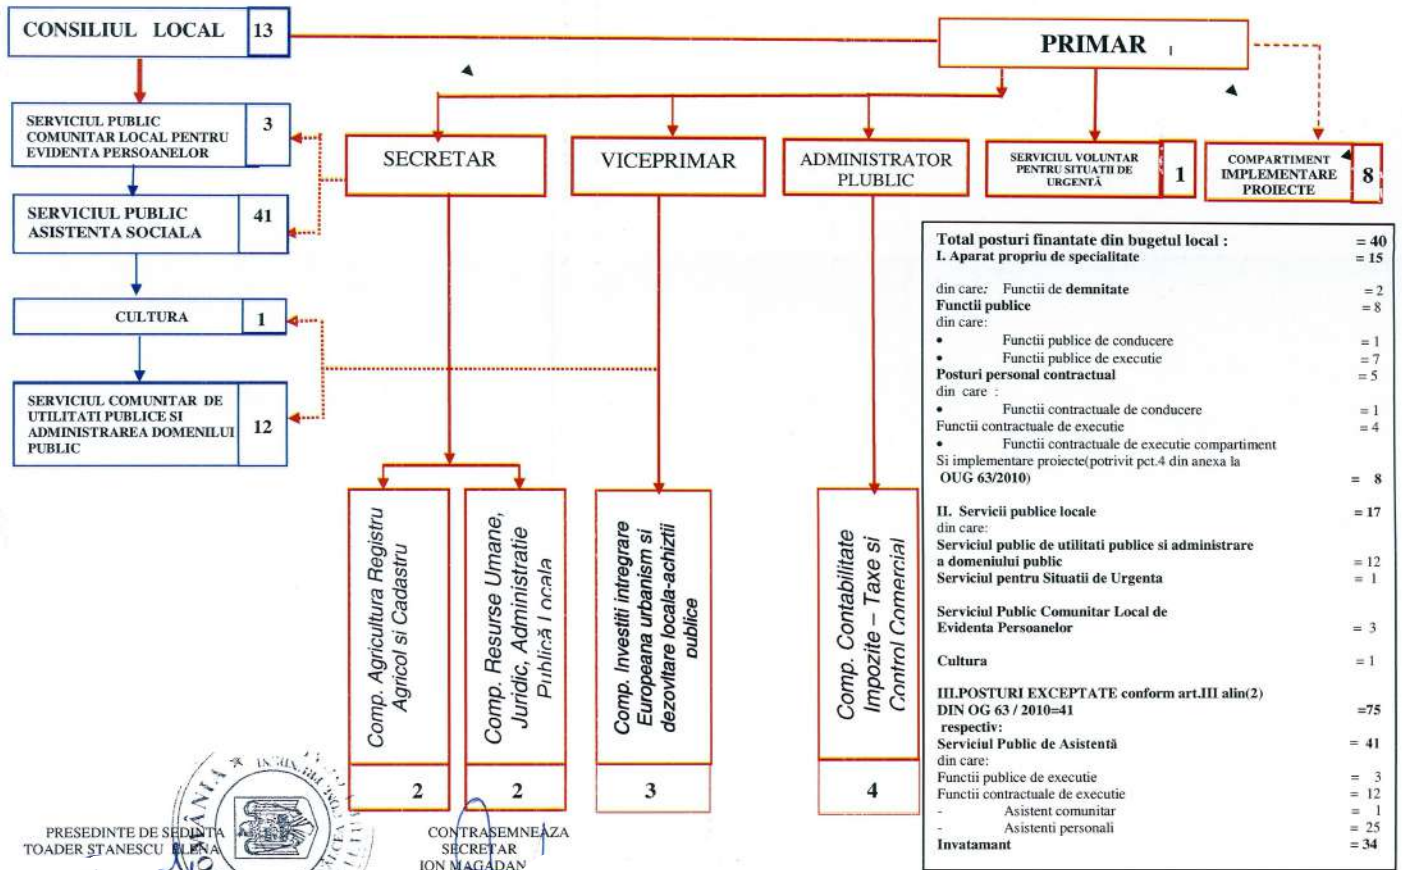 CONSILIUL LOCAL 13
PRIMAR
SERVICIUL PUBLIC
COMUNITAR LOCAL PENTRU
EVIDENTA PERSOANELOR
3
SERVICIUL PUBLIC
ASISTENTA SOCIALA
41
CULTURA 1
SERVICIUL COMUNITAR DE
UTILITATI PUBLICE SI
ADMINISTRAREA DOMENILUI
PUBLIC
12
SECRETAR
VICEPRIMAR
ADMINISTRATOR
PLUBLIC
SERVICIUL VOLUNTAR
PENTRU SITUATII DE
URGENTĂ
1
COMPARTIMENT
IMPLEMENTARE
PROIECTE
8
Comp. Agricultura Registru
Agricol si Cadastru
2
Comp. Resurse Umane,
Juridic, Administratie
Publică Locala
2
Comp. Investiti intregrare
Europeana urbanism si
dezovltare locala-achiztii
publice
3
Comp. Contabilitate
Impozite – Taxe si
Control Comercial
4
Total posturi finantate din bugetul local : = 40
I. Aparat propriu de specialitate = 15
din care: Functii de demnitate = 2
Functii publice = 8
din care:
• Functii publice de conducere = 1
• Functii publice de executie = 7
Posturi personal contractual = 5
din care :
• Functii contractuale de conducere = 1
Functii contractuale de executie = 4
• Functii contractuale de executie compartiment
Si implementare proiecte(potrivit pct.4 din anexa la
OUG 63/2010) = 8
II. Servicii publice locale = 17
din care:
Serviciul public de utilitati publice si administrare
a domeniului public = 12
Serviciul pentru Situatii de Urgenta = 1
Serviciul Public Comunitar Local de
Evidenta Persoanelor = 3
Cultura = 1
III.POSTURI EXCEPTATE conform art.III alin(2)
DIN OG 63 / 2010=41 =75
respectiv:
Serviciul Public de Asistentă = 41
din care:
Functii publice de executie = 3
Functii contractuale de executie = 12
- Asistent comunitar = 1
- Asistenti personali = 25
Invatamant = 34
PRESEDINTE DE SEDINTA
TOADER STANESCU ELENA
ROMÂNIA
CONTRASEMNEAZA
SECRETAR
ION MAGADAN